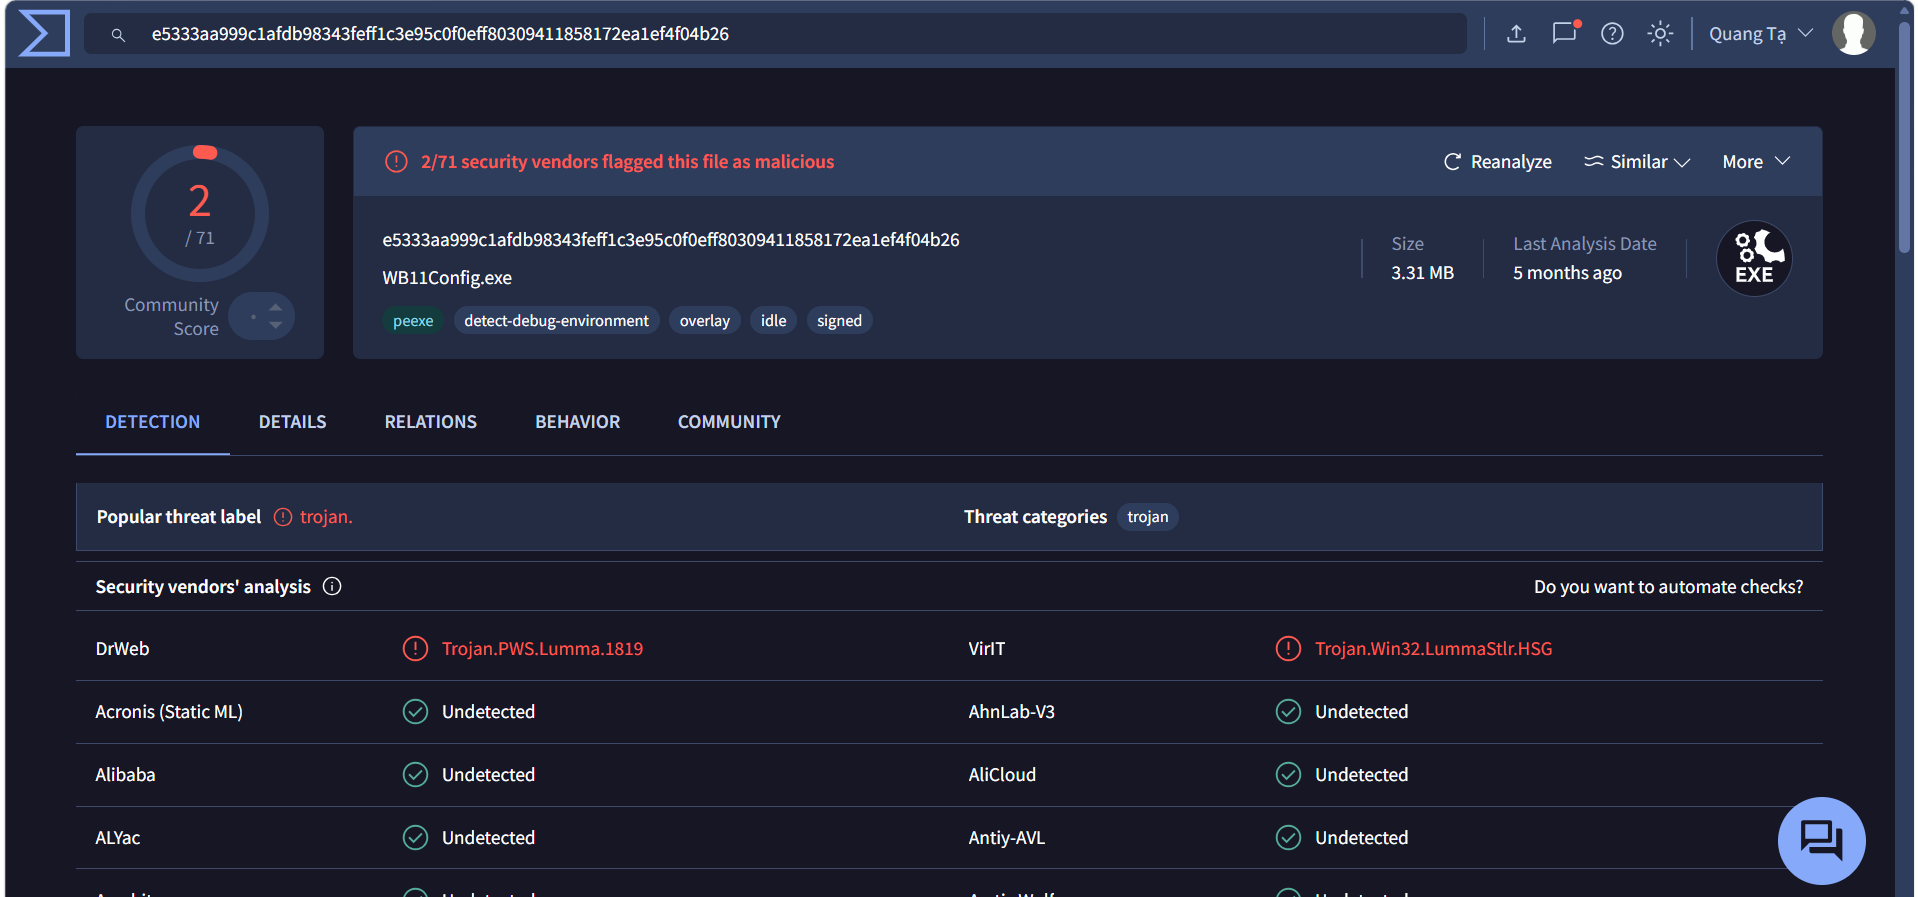 e5333aa999c1afdb98343feff1c3e95c0f0eff80309411858172ea1ef4f04b26
Quang Tạ
2
/ 71
Community
Score
2/71 security vendors flagged this file as malicious
Reanalyze
Similar
More
e5333aa999c1afdb98343feff1c3e95c0f0eff80309411858172ea1ef4f04b26
WB11Config.exe
peexe
detect-debug-environment
overlay
idle
signed
Size
3.31 MB
Last Analysis Date
5 months ago
EXE
DETECTION
DETAILS
RELATIONS
BEHAVIOR
COMMUNITY
Popular threat label
trojan.
Threat categories
trojan
Security vendors' analysis
Do you want to automate checks?
DrWeb
Trojan.PWS.Lumma.1819
VirIT
Trojan.Win32.LummaStlr.HSG
Acronis (Static ML)
Undetected
AhnLab-V3
Undetected
Alibaba
Undetected
AliCloud
Undetected
ALYac
Undetected
Antiy-AVL
Undetected